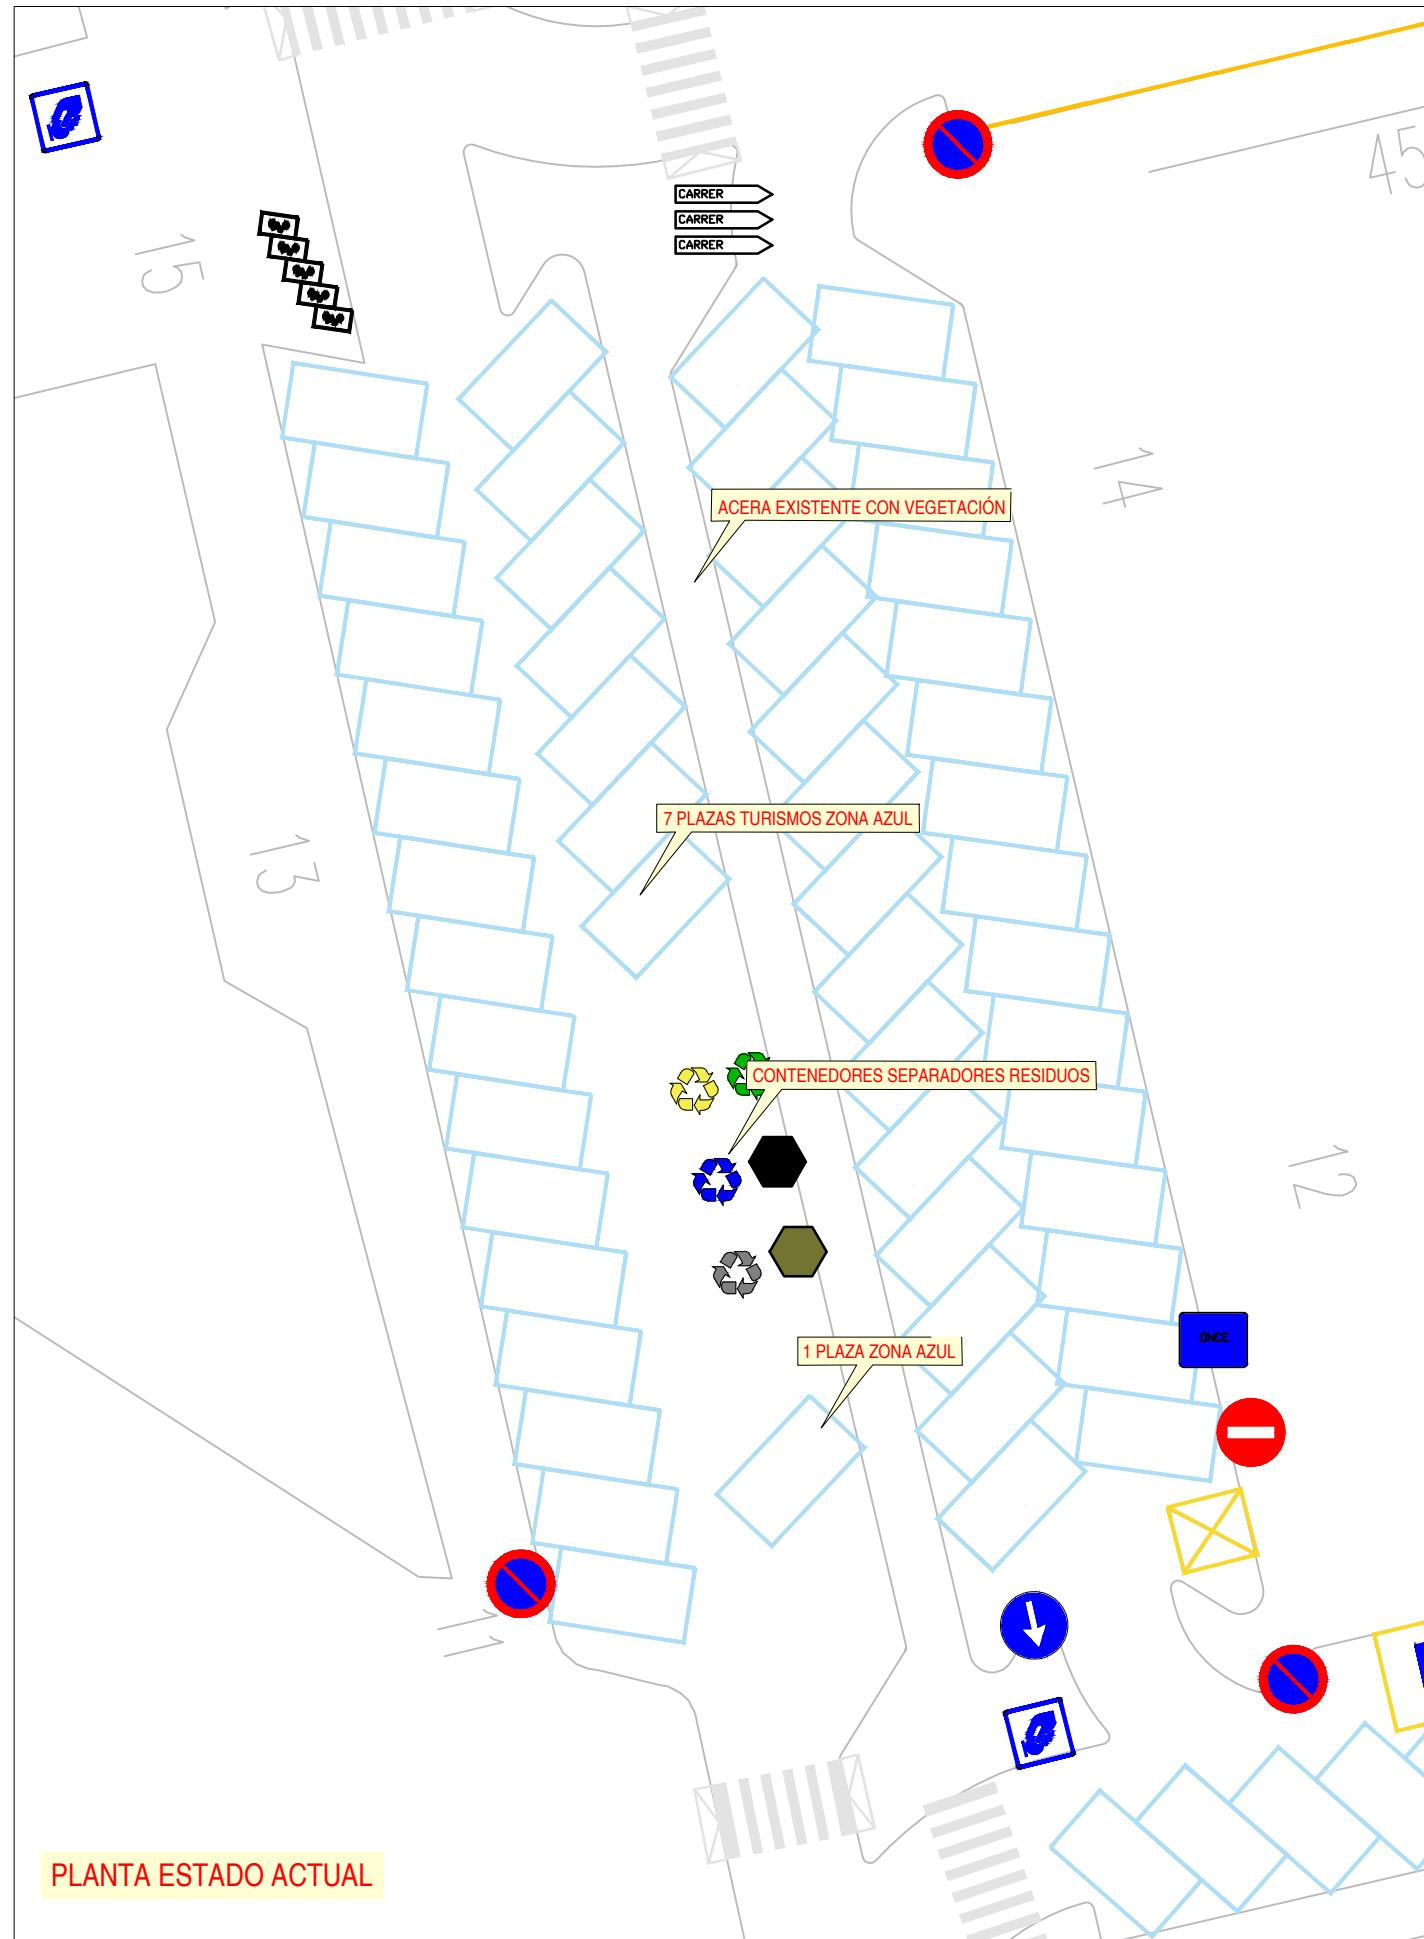 45
CARRER
CARRER
CARRER
15
14
ACERA EXISTENTE CON VEGETACIÓN
7 PLAZAS TURISMOS ZONA AZUL
13
CONTENEDORES SEPARADORES RESIDUOS
12
ONCE
1 PLAZA ZONA AZUL
11
PLANTA ESTADO ACTUAL